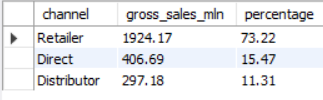 channel gross_sales_mln percentage
Retailer 1924.17 73.22
Direct 406.69 15.47
Distributor 297.18 11.31